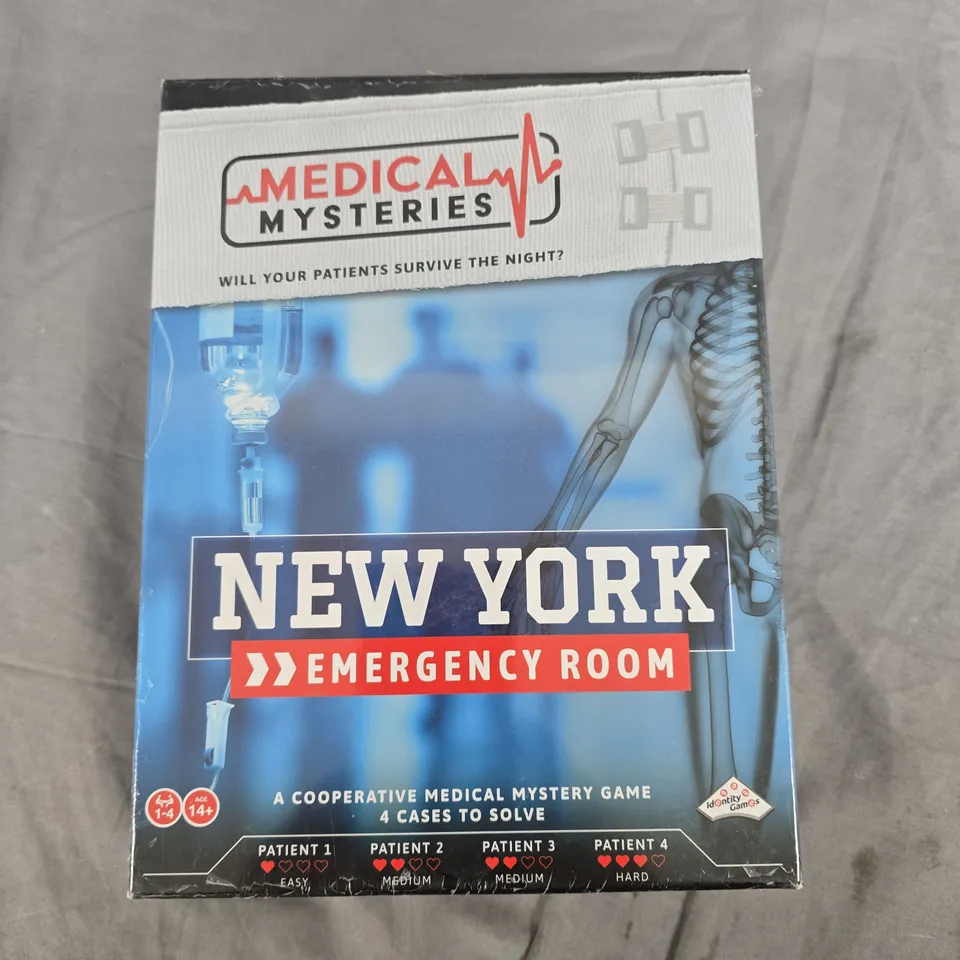 MEDICAL
MYSTERIES
WILL YOUR PATIENTS SURVIVE THE NIGHT?
NEW YORK
EMERGENCY ROOM
A COOPERATIVE MEDICAL MYSTERY GAME
4 CASES TO SOLVE
1-4
AGE
14+
Identity
Games
PATIENT 1
EASY
PATIENT 2
MEDIUM
PATIENT 3
MEDIUM
PATIENT 4
HARD